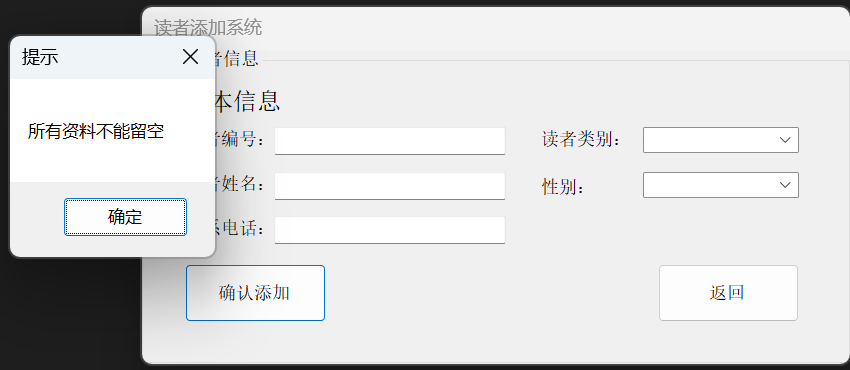 读者添加系统
提示
所有资料不能留空
确定
者信息
本信息
者编号：
读者类别：
者姓名：
性别：
系电话：
确认添加
返回